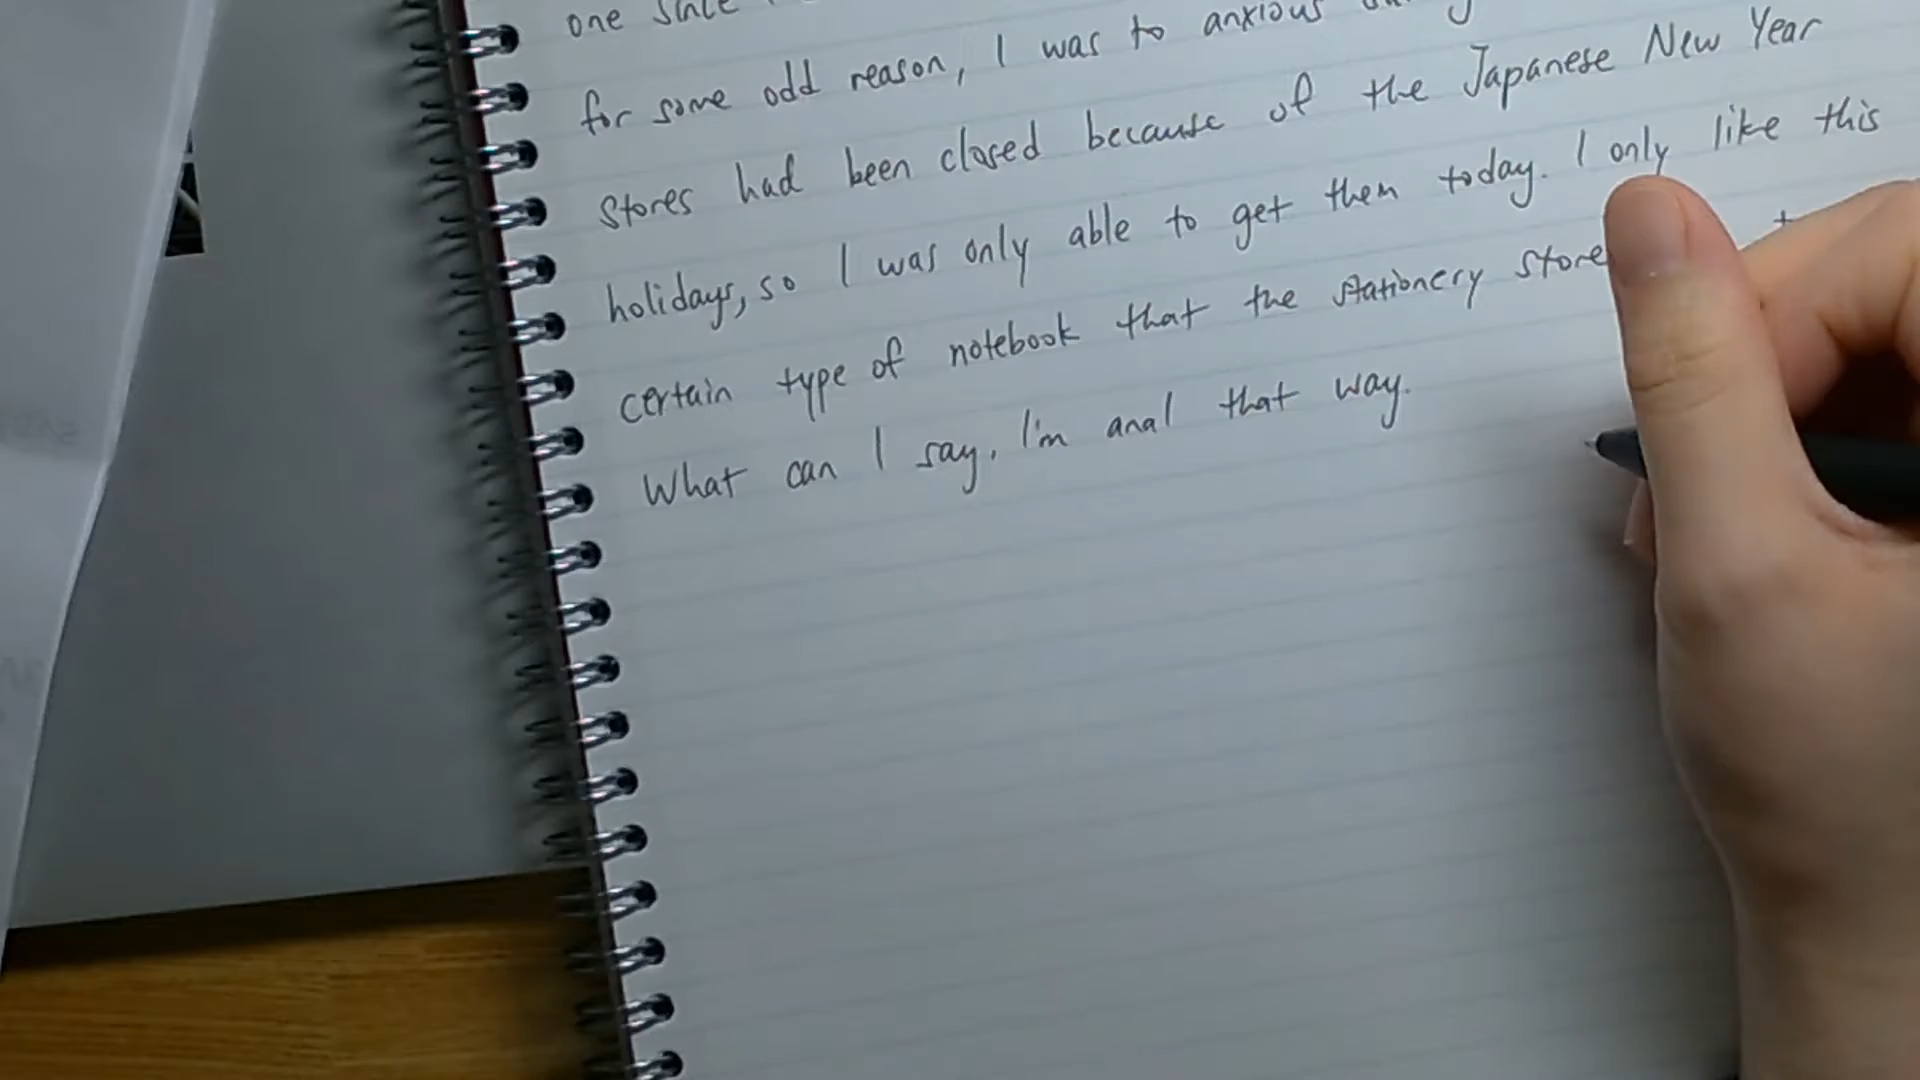 one since
for some odd reason, I was to anxious
stores had been closed because of the Japanese New Year
holidays, so I was only able to get them today. I only like this
certain type of notebook that the stationery store
What can I say, I'm anal that way.